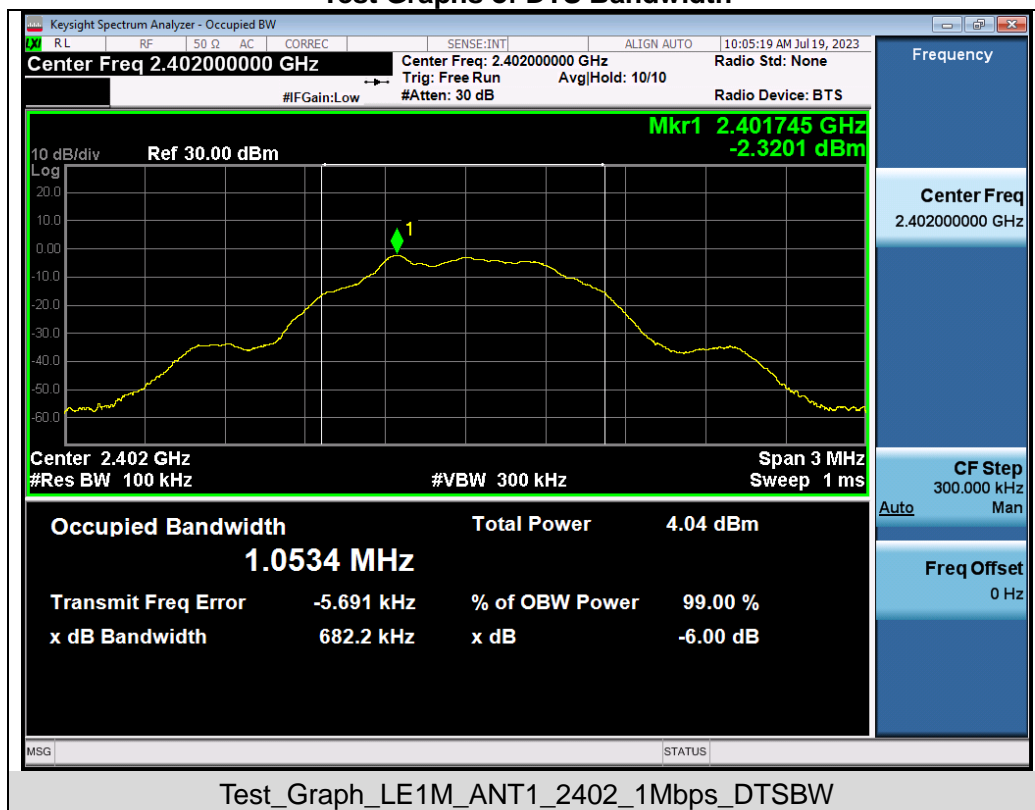 Test Graphs of DTS Bandwidth
Keysight Spectrum Analyzer - Occupied BW
LXI RL RF 50 Ω AC CORREC SENSE:INT ALIGN AUTO 10:05:19 AM Jul 19, 2023
Center Freq 2.402000000 GHz
Center Freq: 2.402000000 GHz
Radio Std: None
Trig: Free Run Avg|Hold: 10/10
#IFGain:Low
#Atten: 30 dB
Radio Device: BTS
Mkr1 2.401745 GHz
-2.3201 dBm
10 dB/div Ref 30.00 dBm
Log
20.0
10.0
0.00
-10.0
-20.0
-30.0
-40.0
-50.0
-60.0
1
Center 2.402 GHz Span 3 MHz
#Res BW 100 kHz #VBW 300 kHz Sweep 1 ms
Occupied Bandwidth Total Power 4.04 dBm
1.0534 MHz
Transmit Freq Error -5.691 kHz % of OBW Power 99.00 %
x dB Bandwidth 682.2 kHz x dB -6.00 dB
MSG STATUS
Frequency
Center Freq
2.402000000 GHz
CF Step
300.000 kHz
Auto Man
Freq Offset
0 Hz
Test_Graph_LE1M_ANT1_2402_1Mbps_DTSBW